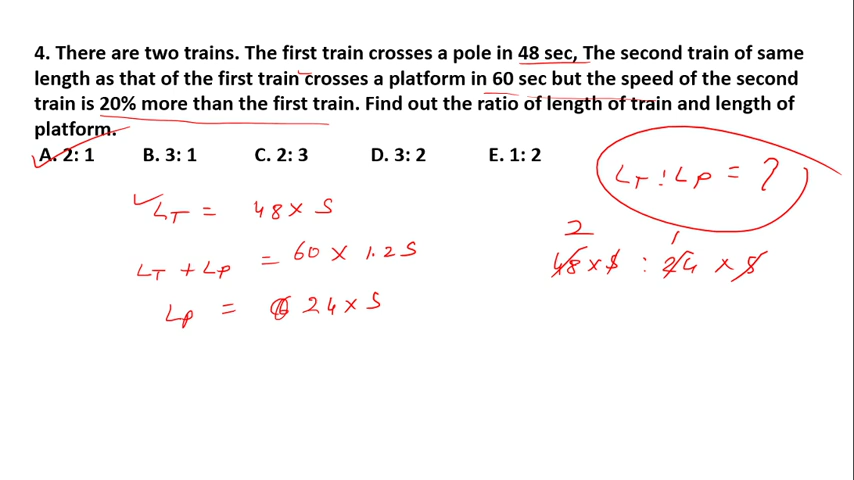 4. There are two trains. The first train crosses a pole in 48 sec, The second train of same
length as that of the first train crosses a platform in 60 sec but the speed of the second
train is 20% more than the first train. Find out the ratio of length of train and length of
platform.
A. 2: 1 B. 3: 1 C. 2: 3 D. 3: 2 E. 1: 2
LT : LP = ?
LT = 48 x S
LT + LP = 60 x 1.2 S
LP = 24 x S
2 1
48 x S : 24 x S